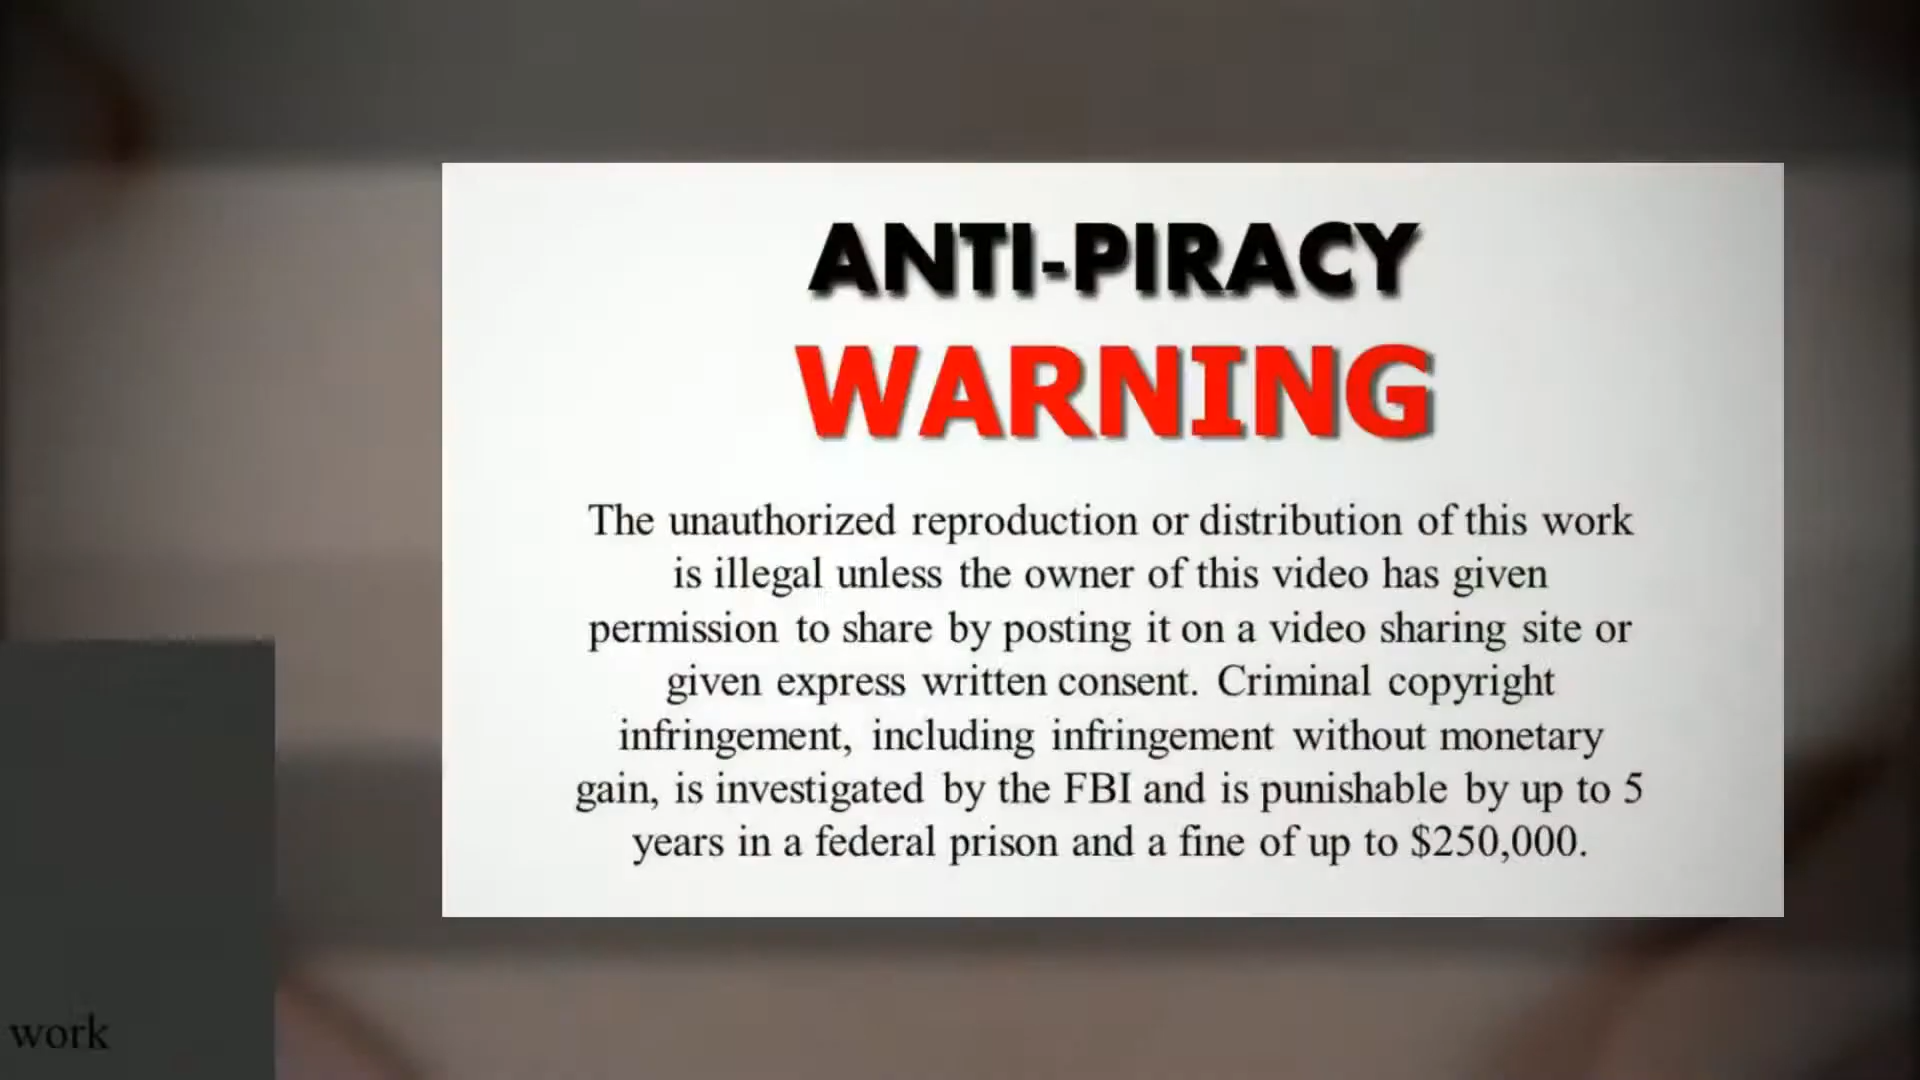 ANTI-PIRACY
WARNING
The unauthorized reproduction or distribution of this work
is illegal unless the owner of this video has given
permission to share by posting it on a video sharing site or
given express written consent. Criminal copyright
infringement, including infringement without monetary
gain, is investigated by the FBI and is punishable by up to 5
years in a federal prison and a fine of up to $250,000.
work